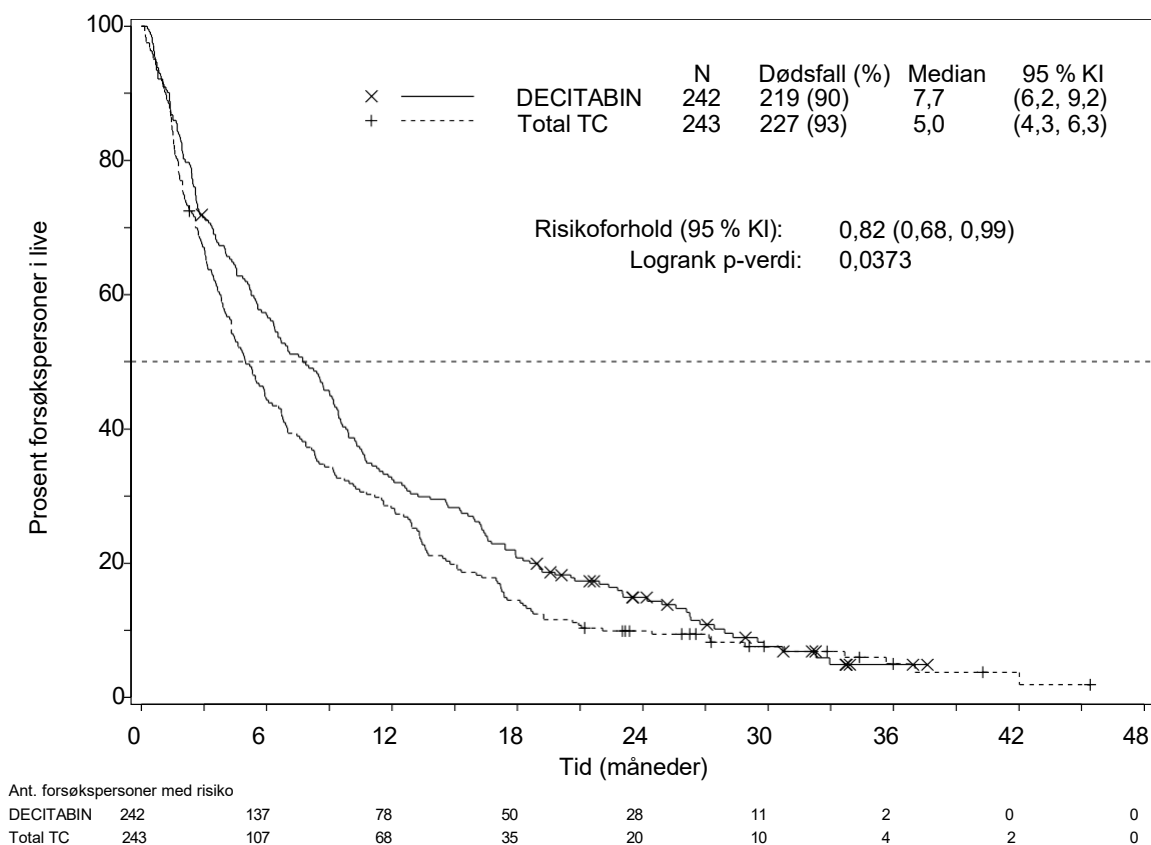 100
N Dødsfall (%) Median 95 % KI
DECITABIN 242 219 (90) 7,7 (6,2, 9,2)
Total TC 243 227 (93) 5,0 (4,3, 6,3)
80
Risikoforhold (95 % KI): 0,82 (0,68, 0,99)
Logrank p-verdi: 0,0373
60
40
20
0
Prosent forsøkspersoner i live
0 6 12 18 24 30 36 42 48
Tid (måneder)
Ant. forsøkspersoner med risiko
DECITABIN 242 137 78 50 28 11 2 0 0
Total TC 243 107 68 35 20 10 4 2 0